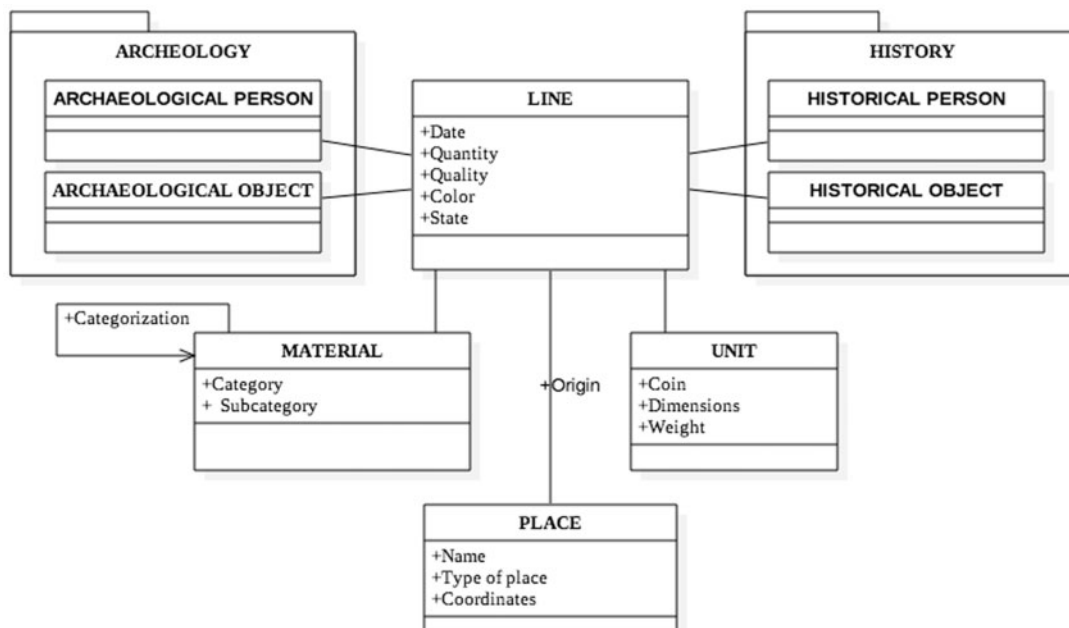 ARCHEOLOGY
ARCHAEOLOGICAL PERSON
ARCHAEOLOGICAL OBJECT
LINE
+Date
+Quantity
+Quality
+Color
+State
HISTORY
HISTORICAL PERSON
HISTORICAL OBJECT
+Categorization
MATERIAL
+Category
+ Subcategory
+Origin
UNIT
+Coin
+Dimensions
+Weight
PLACE
+Name
+Type of place
+Coordinates